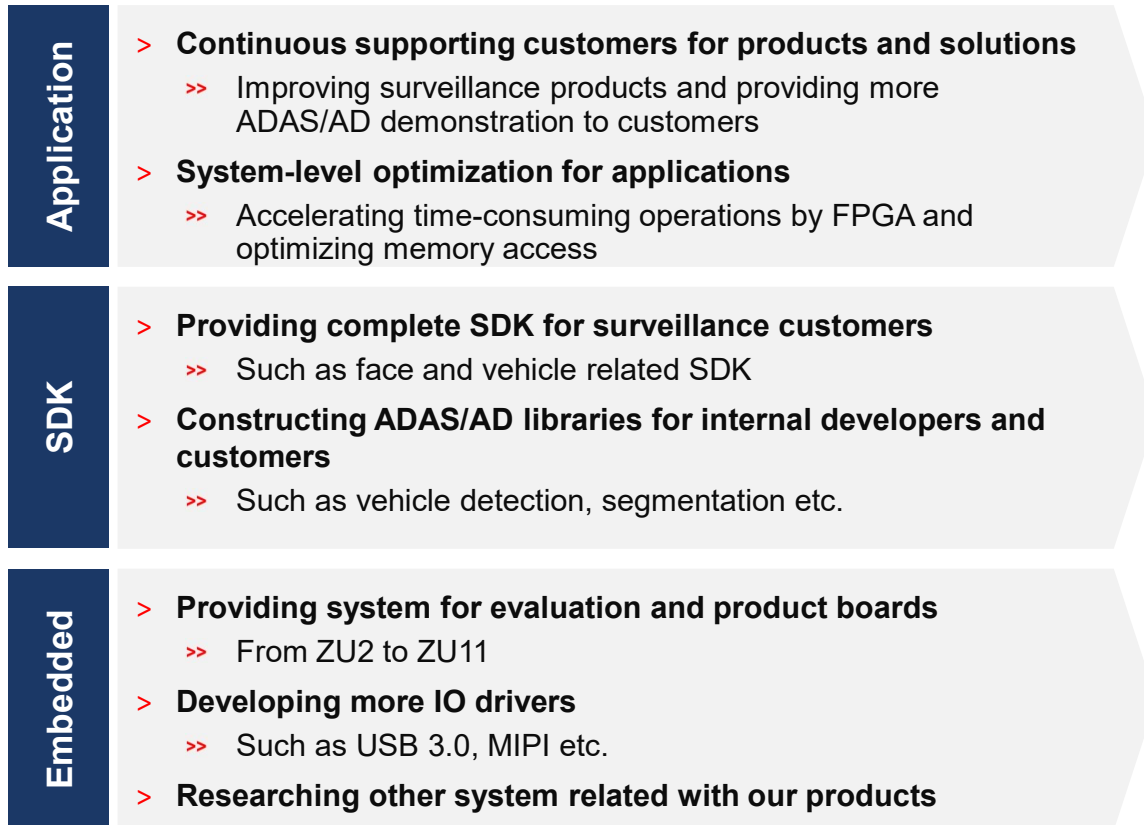 Application
> Continuous supporting customers for products and solutions
>> Improving surveillance products and providing more
ADAS/AD demonstration to customers
> System-level optimization for applications
>> Accelerating time-consuming operations by FPGA and
optimizing memory access
SDK
> Providing complete SDK for surveillance customers
>> Such as face and vehicle related SDK
> Constructing ADAS/AD libraries for internal developers and
customers
>> Such as vehicle detection, segmentation etc.
Embedded
> Providing system for evaluation and product boards
>> From ZU2 to ZU11
> Developing more IO drivers
>> Such as USB 3.0, MIPI etc.
> Researching other system related with our products